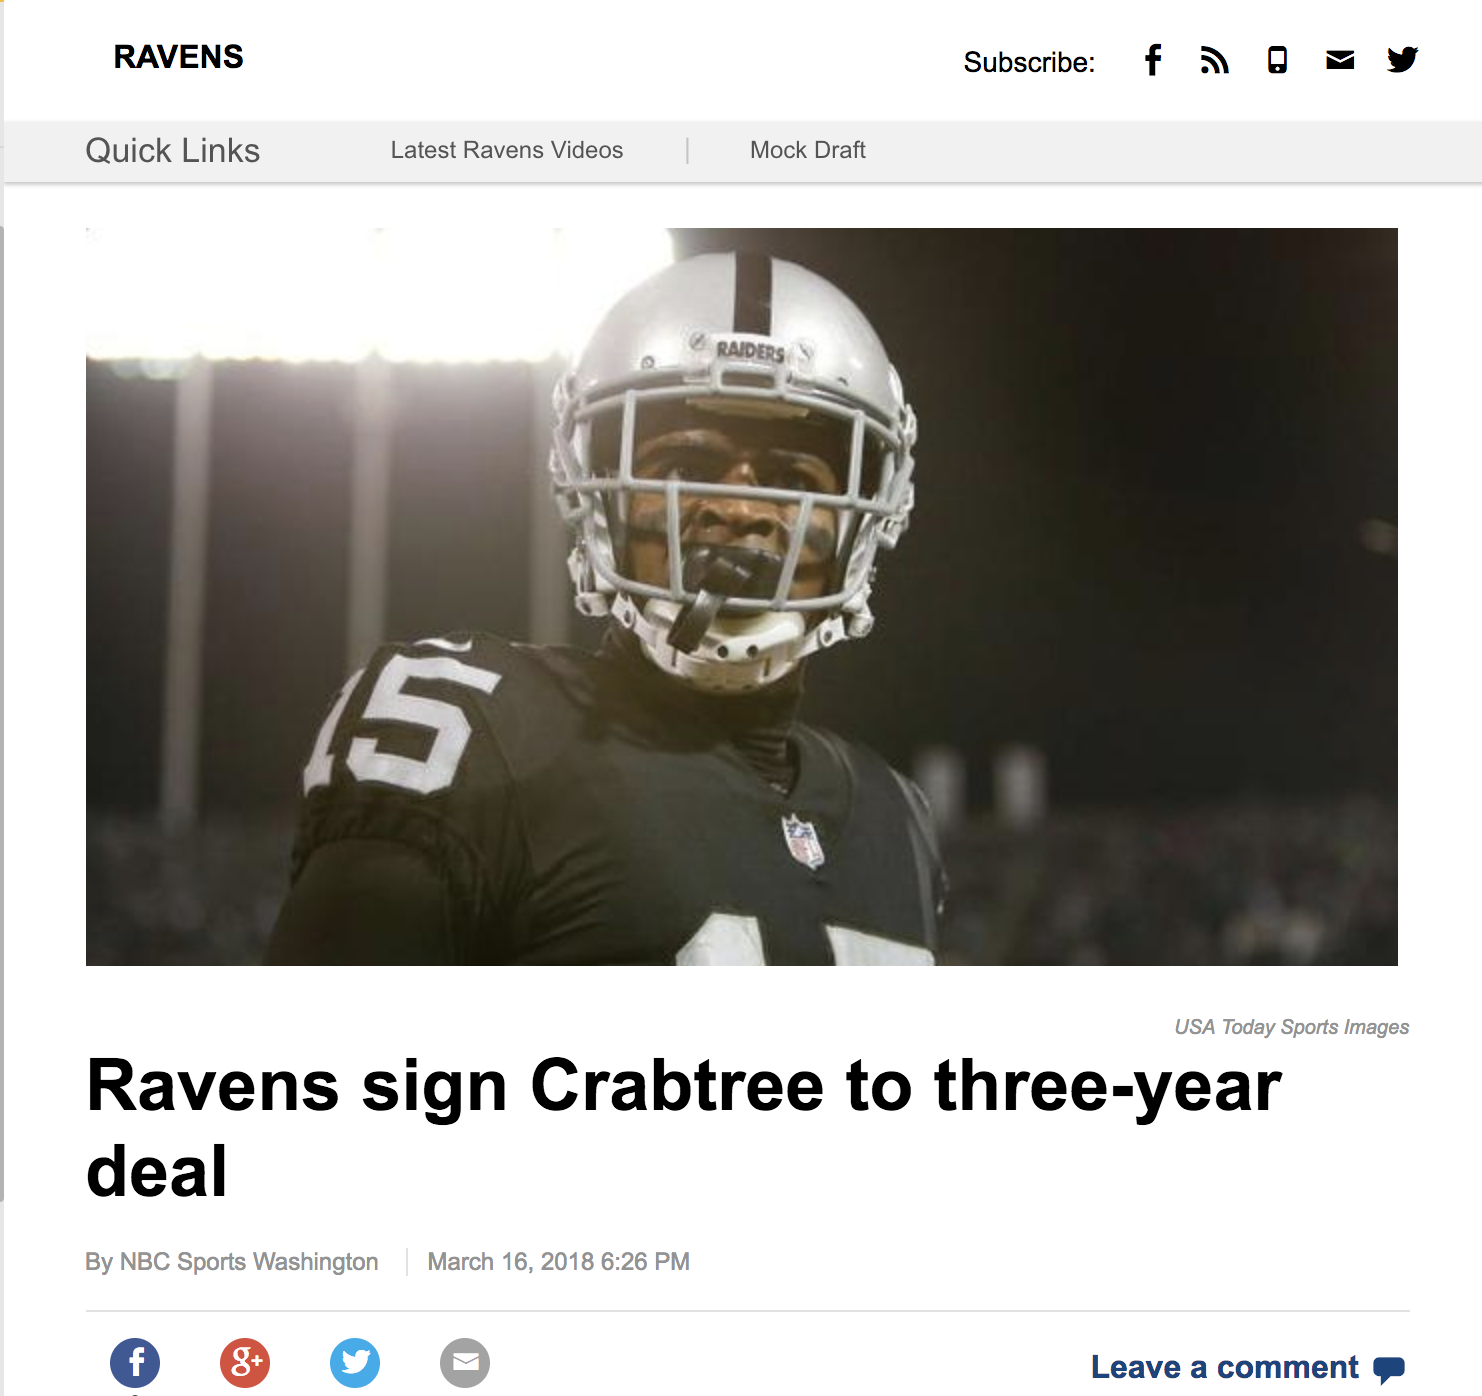 RAVENS
Subscribe:
Quick Links
Latest Ravens Videos
Mock Draft
RAIDERS
15
USA Today Sports Images
Ravens sign Crabtree to three-year
deal
By NBC Sports Washington
March 16, 2018 6:26 PM
Leave a comment